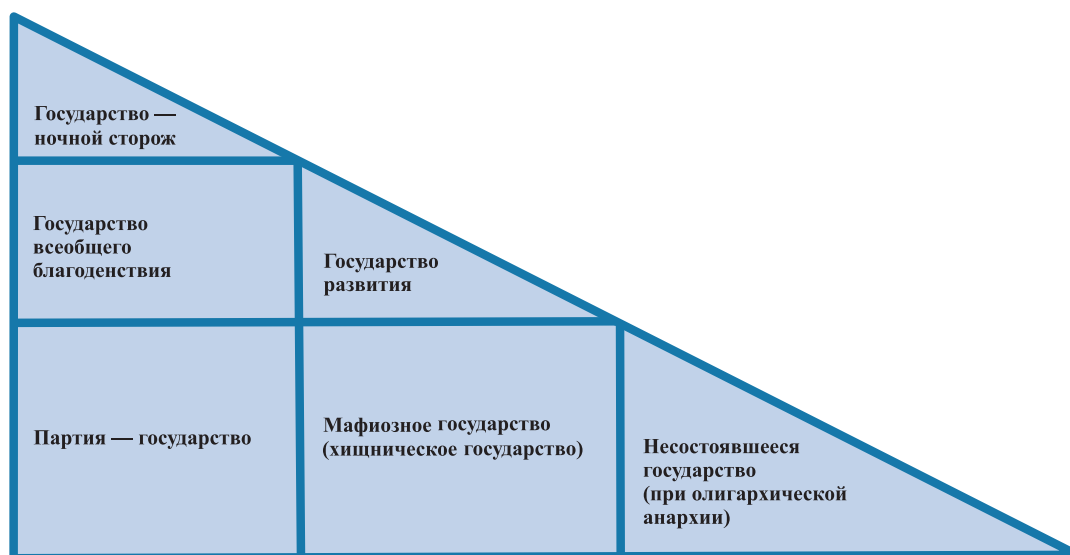 Государство —
ночной сторож
Государство
всеобщего
благоденствия
Государство
развития
Партия — государство
Мафиозное государство
(хищническое государство)
Несостоявшееся
государство
(при олигархической
анархии)